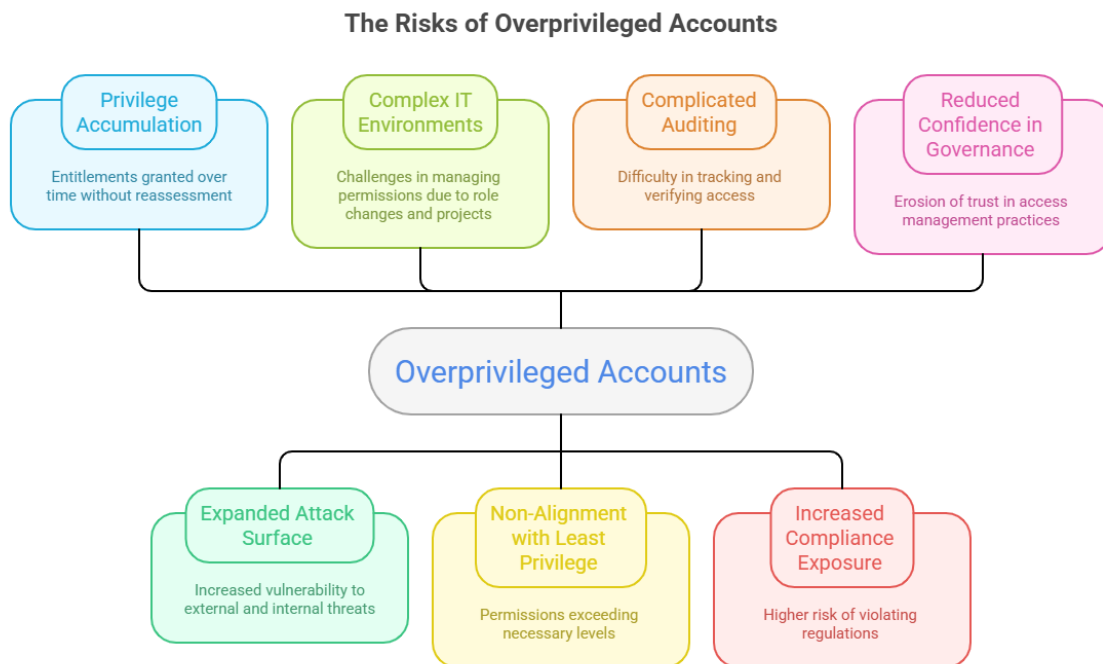 The Risks of Overprivileged Accounts
Privilege
Accumulation
Entitlements granted over
time without reassessment
Complex IT
Environments
Challenges in managing
permissions due to role
changes and projects
Complicated
Auditing
Difficulty in tracking and
verifying access
Reduced
Confidence in
Governance
Erosion of trust in access
management practices
Overprivileged Accounts
Expanded Attack
Surface
Increased vulnerability to
external and internal threats
Non-Alignment
with Least
Privilege
Permissions exceeding
necessary levels
Increased
Compliance
Exposure
Higher risk of violating
regulations